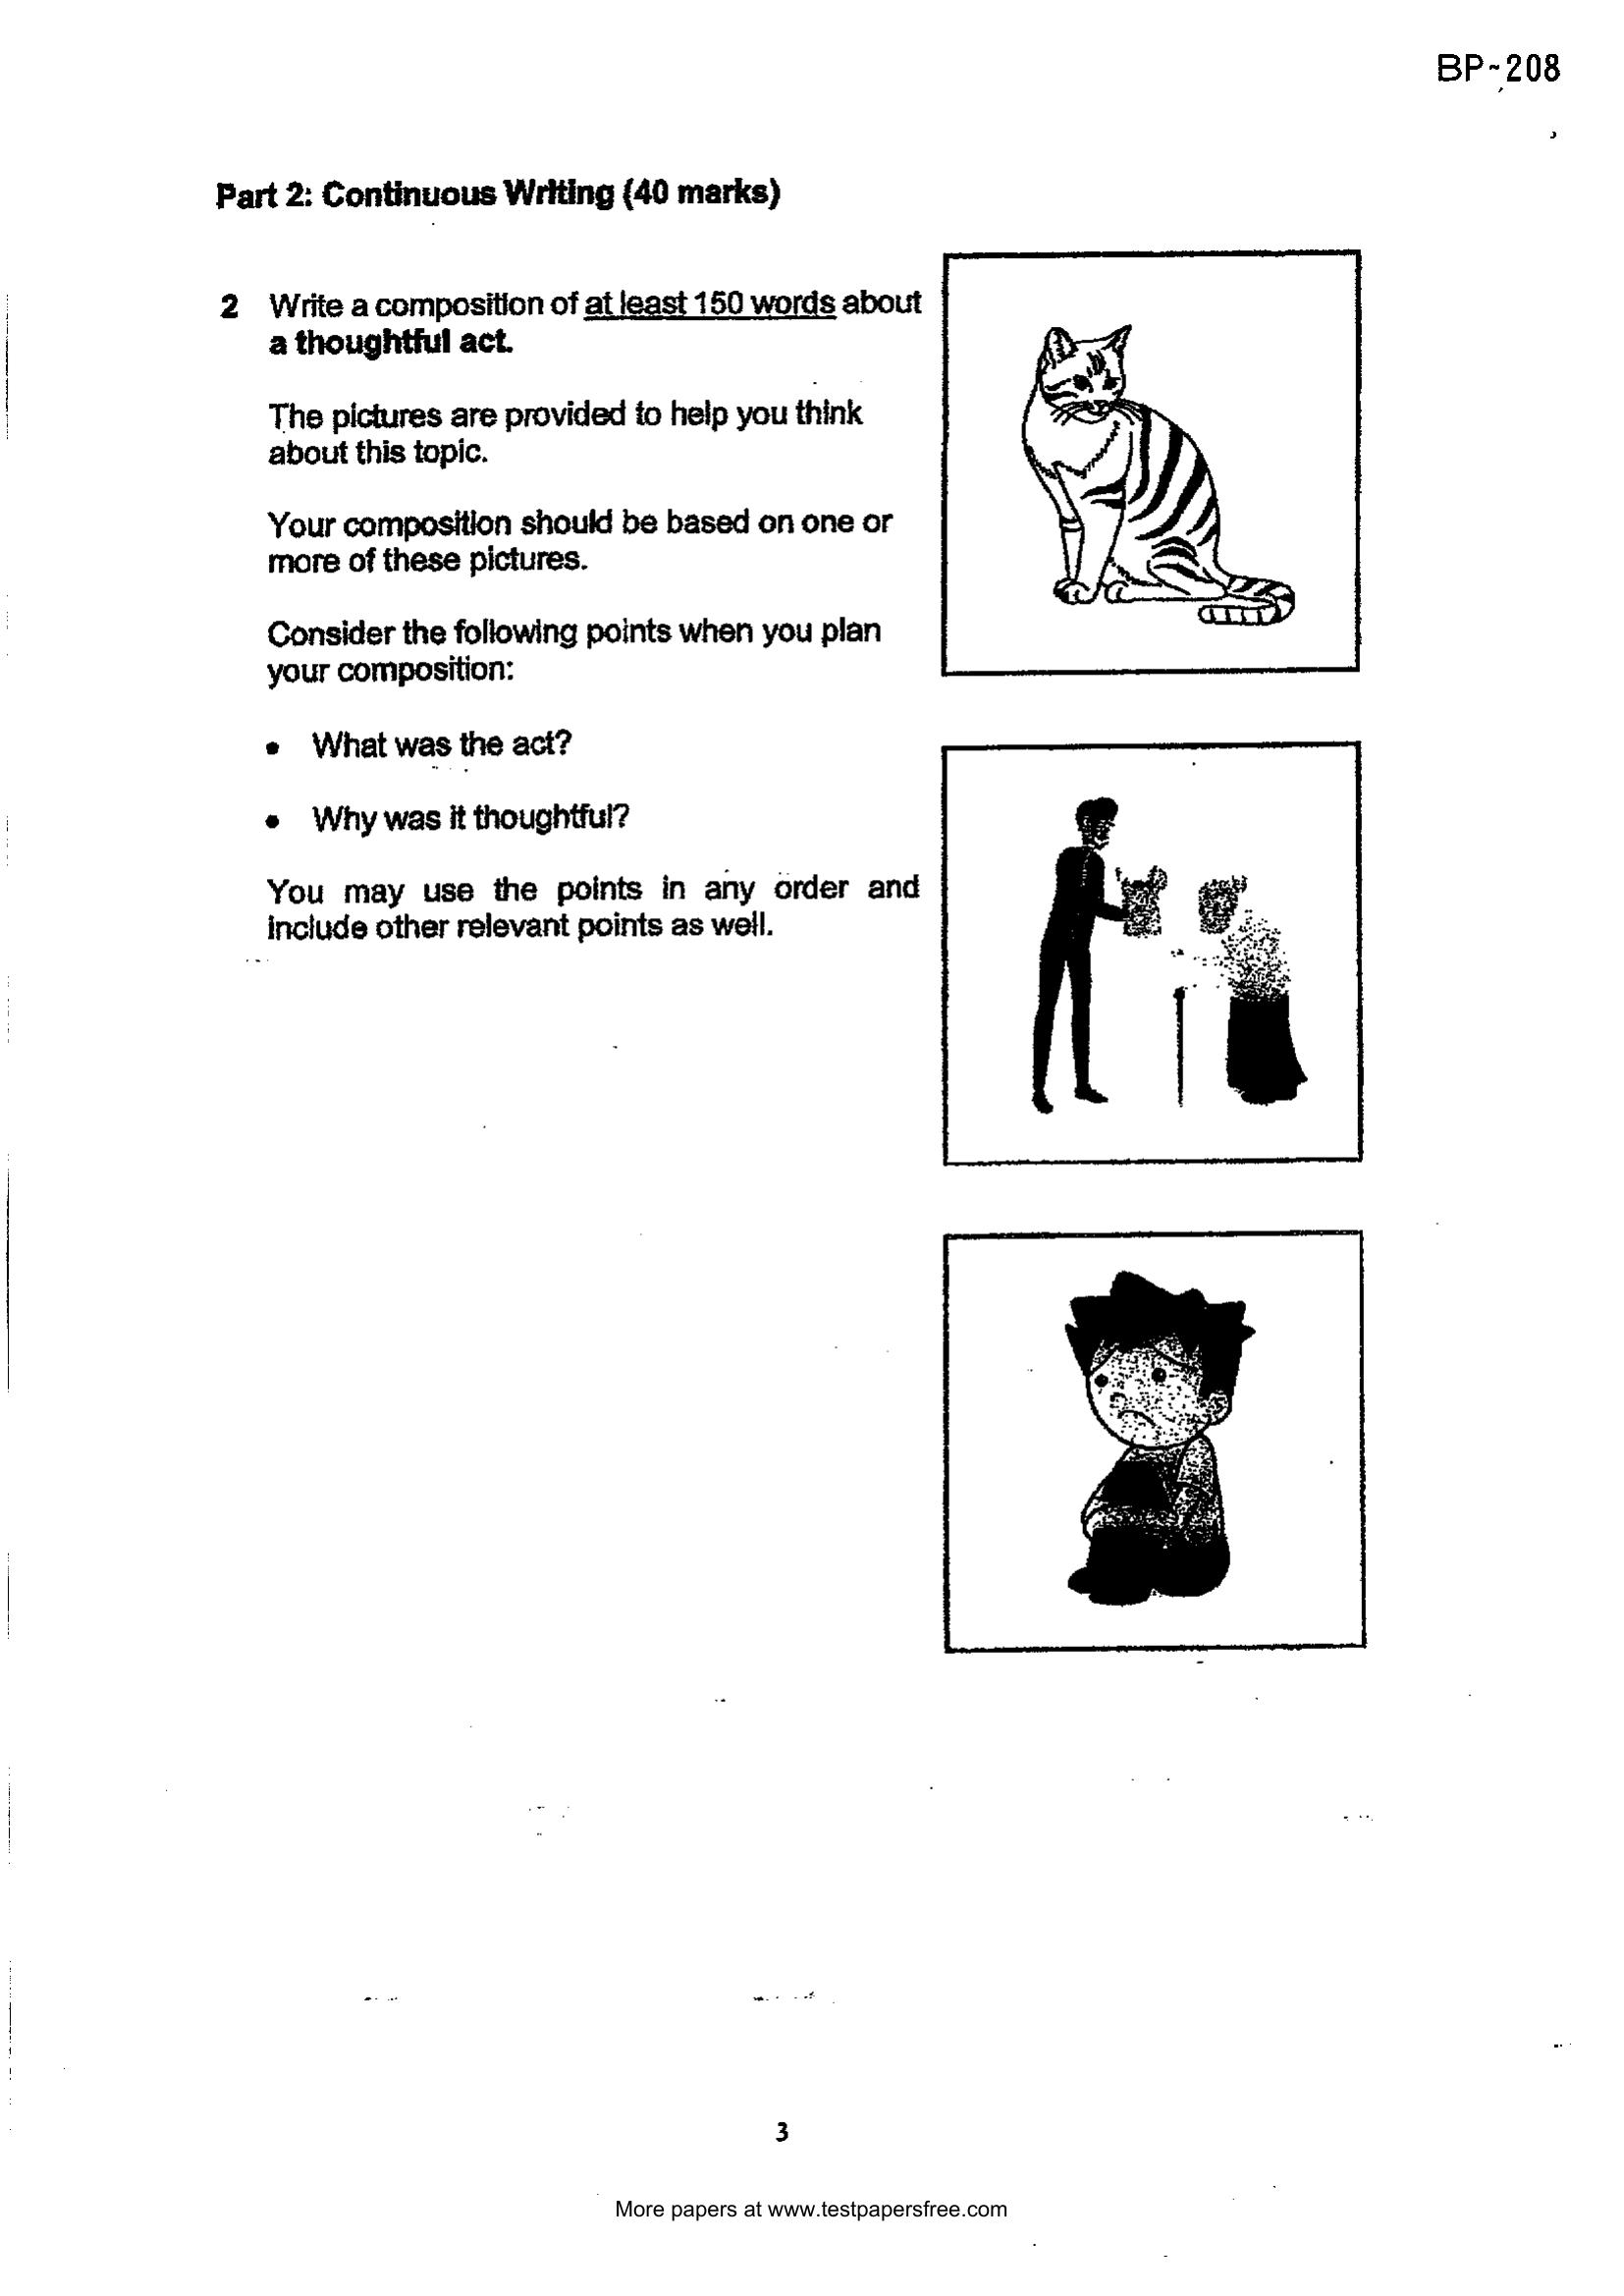 BP-208
Part 2: Continuous Writing (40 marks)
2 Write a composition of at least 150 words about
a thoughtful act.
The pictures are provided to help you think
about this topic.
Your composition should be based on one or
more of these pictures.
Consider the following points when you plan
your composition:
• What was the act?
• Why was it thoughtful?
You may use the points in any order and
include other relevant points as well.
3
More papers at www.testpapersfree.com